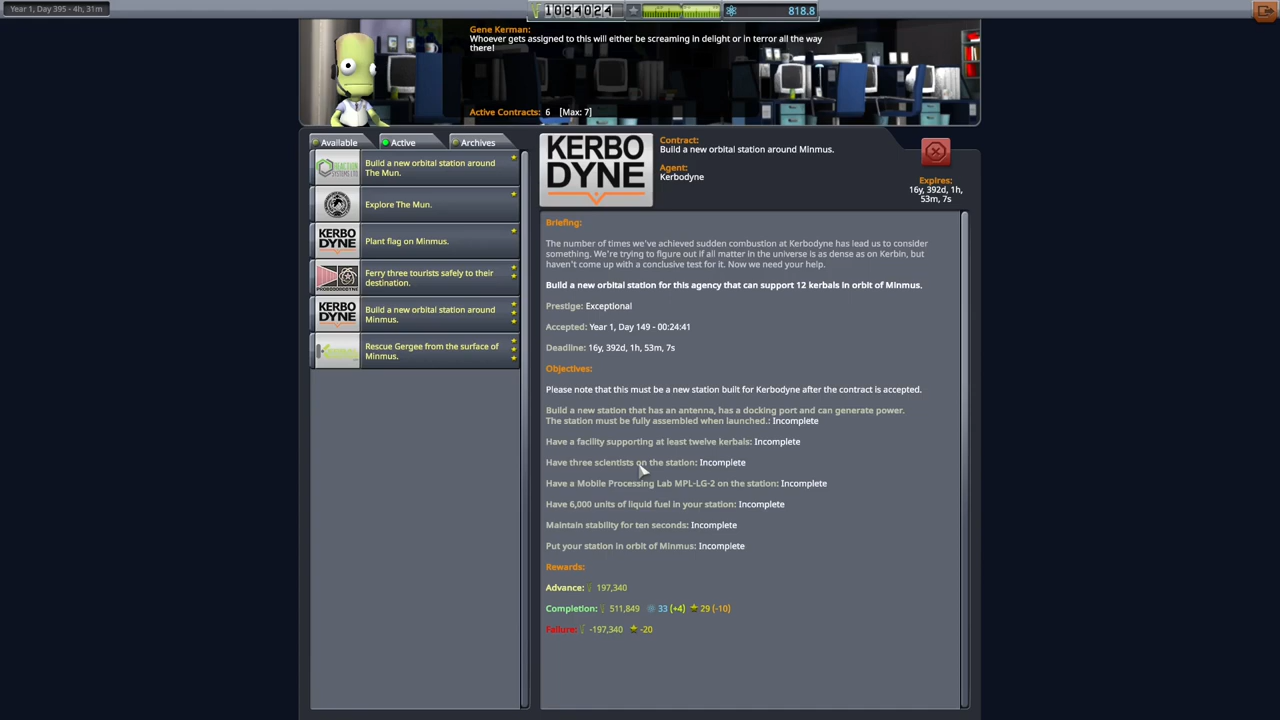 Year 1, Day 395 - 4h, 31m
1084024
818.8
Gene Kerman:
Whoever gets assigned to this will either be screaming in delight or in terror all the way
there!
Active Contracts: 6 [Max: 7]
Available
Active
Archives
Build a new orbital station around
The Mun.
Explore The Mun.
KERBO
DYNE
Plant flag on Minmus.
Ferry three tourists safely to their
destination.
KERBO
DYNE
Build a new orbital station around
Minmus.
Rescue Gergee from the surface of
Minmus.
KERBO
DYNE
Contract:
Build a new orbital station around Minmus.
Agent:
Kerbodyne
Expires:
16y, 392d, 1h,
53m, 7s
Briefing:
The number of times we've achieved sudden combustion at Kerbodyne has lead us to consider
something. We're trying to figure out if all matter in the universe is as dense as on Kerbin, but
haven't come up with a conclusive test for it. Now we need your help.
Build a new orbital station for this agency that can support 12 kerbals in orbit of Minmus.
Prestige: Exceptional
Accepted: Year 1, Day 149 - 00:24:41
Deadline: 16y, 392d, 1h, 53m, 7s
Objectives:
Please note that this must be a new station built for Kerbodyne after the contract is accepted.
Build a new station that has an antenna, has a docking port and can generate power.
The station must be fully assembled when launched.: Incomplete
Have a facility supporting at least twelve kerbals: Incomplete
Have three scientists on the station: Incomplete
Have a Mobile Processing Lab MPL-LG-2 on the station: Incomplete
Have 6,000 units of liquid fuel in your station: Incomplete
Maintain stability for ten seconds: Incomplete
Put your station in orbit of Minmus: Incomplete
Rewards:
Advance: 197,340
Completion: 511,849 33 (+4) 29 (-10)
Failure: -197,340 -20